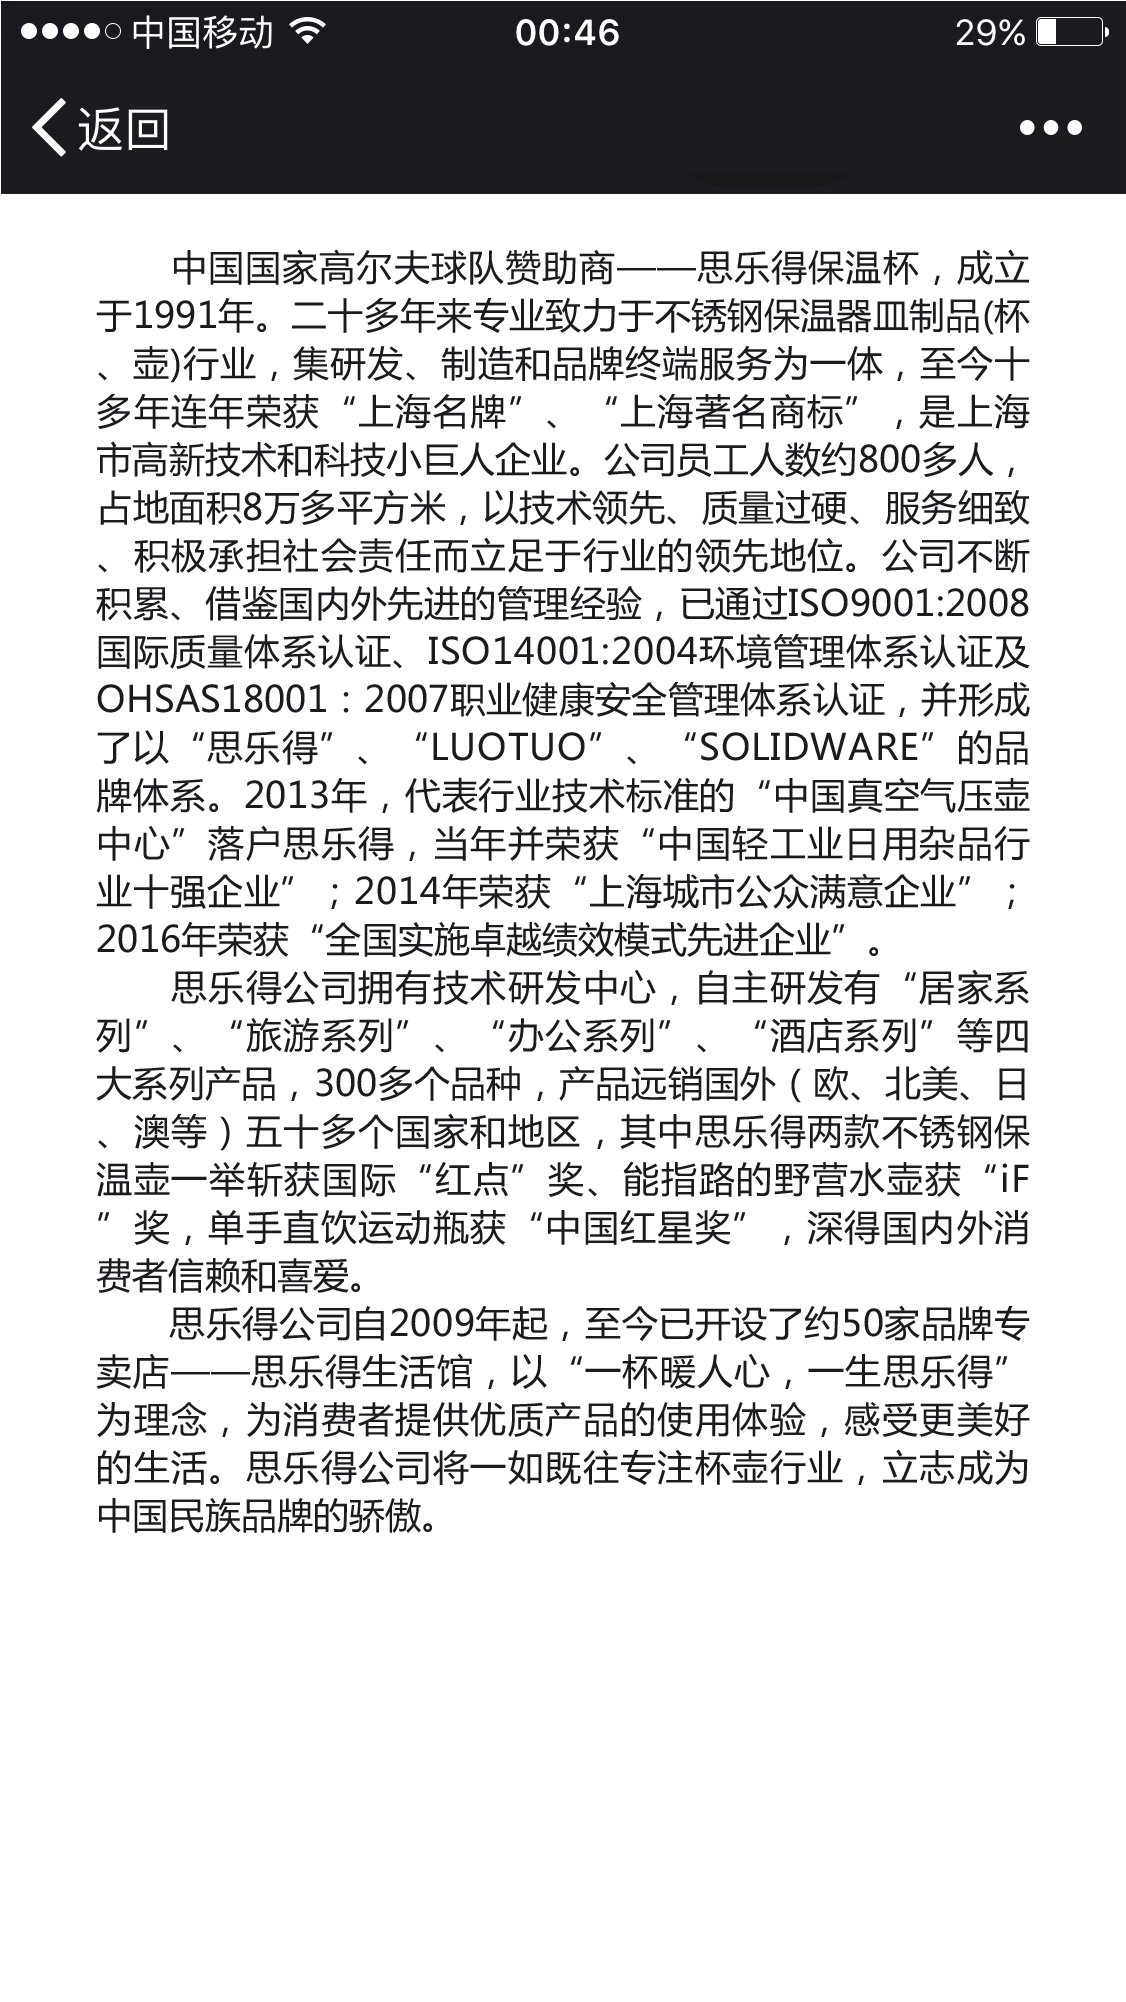 中国移动 00:46 29%
返回
中国国家高尔夫球队赞助商——思乐得保温杯，成立
于1991年。二十多年来专业致力于不锈钢保温器皿制品(杯
、壶)行业，集研发、制造和品牌终端服务为一体，至今十
多年连年荣获“上海名牌”、“上海著名商标”，是上海
市高新技术和科技小巨人企业。公司员工人数约800多人，
占地面积8万多平方米，以技术领先、质量过硬、服务细致
、积极承担社会责任而立足于行业的领先地位。公司不断
积累、借鉴国内外先进的管理经验，已通过ISO9001:2008
国际质量体系认证、ISO14001:2004环境管理体系认证及
OHSAS18001：2007职业健康安全管理体系认证，并形成
了以“思乐得”、“LUOTUO”、“SOLIDWARE”的品
牌体系。2013年，代表行业技术标准的“中国真空气压壶
中心”落户思乐得，当年并荣获“中国轻工业日用杂品行
业十强企业”；2014年荣获“上海城市公众满意企业”；
2016年荣获“全国实施卓越绩效模式先进企业”。
思乐得公司拥有技术研发中心，自主研发有“居家系
列”、“旅游系列”、“办公系列”、“酒店系列”等四
大系列产品，300多个品种，产品远销国外（欧、北美、日
、澳等）五十多个国家和地区，其中思乐得两款不锈钢保
温壶一举斩获国际“红点”奖、能指路的野营水壶获“iF
”奖，单手直饮运动瓶获“中国红星奖”，深得国内外消
费者信赖和喜爱。
思乐得公司自2009年起，至今已开设了约50家品牌专
卖店——思乐得生活馆，以“一杯暖人心，一生思乐得”
为理念，为消费者提供优质产品的使用体验，感受更美好
的生活。思乐得公司将一如既往专注杯壶行业，立志成为
中国民族品牌的骄傲。